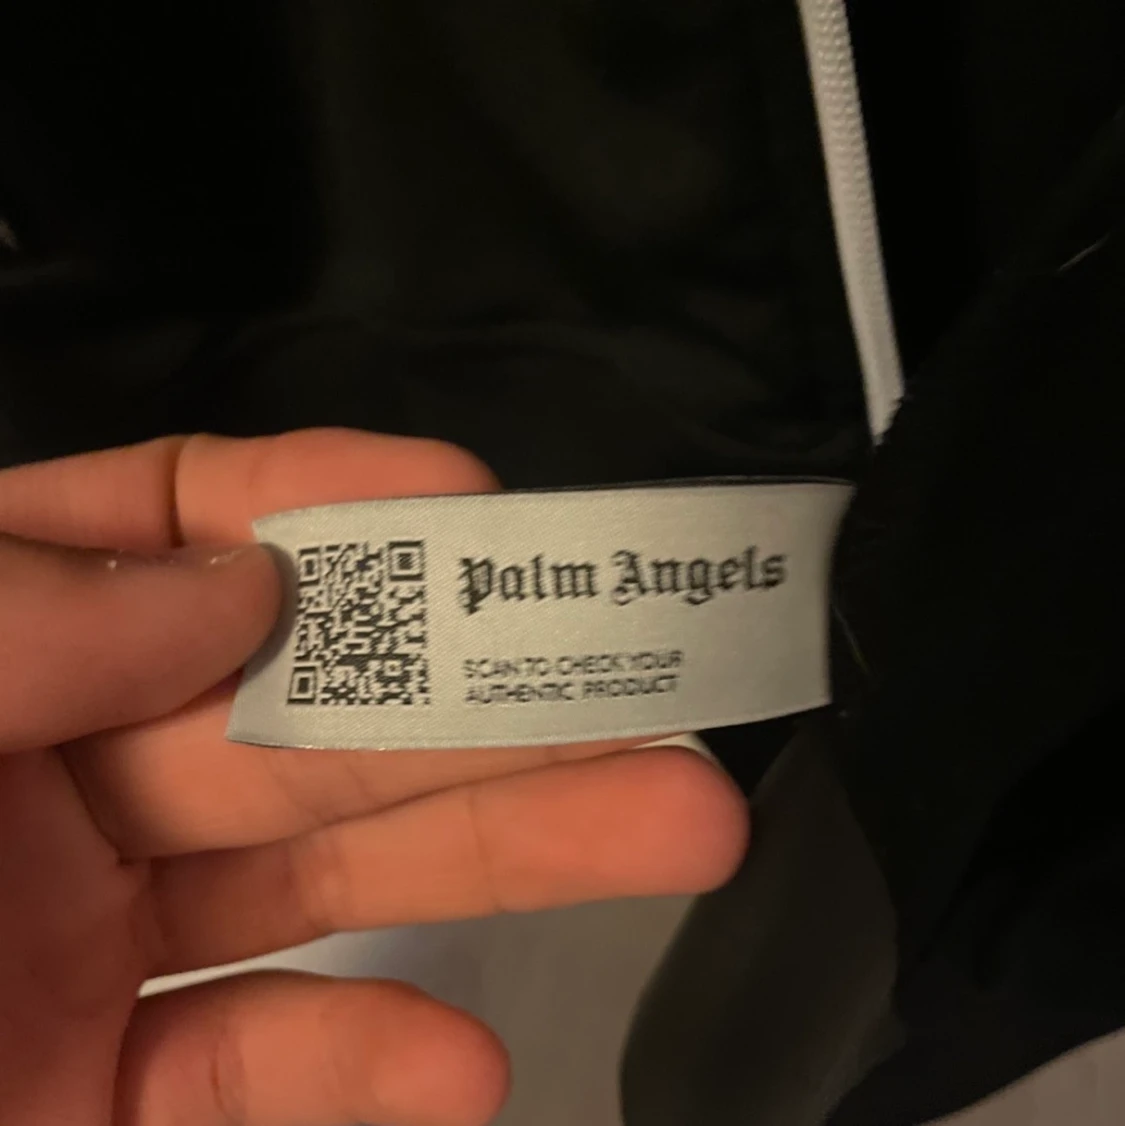 Palm Angels
SCAN TO CHECK YOUR
AUTHENTIC PRODUCT